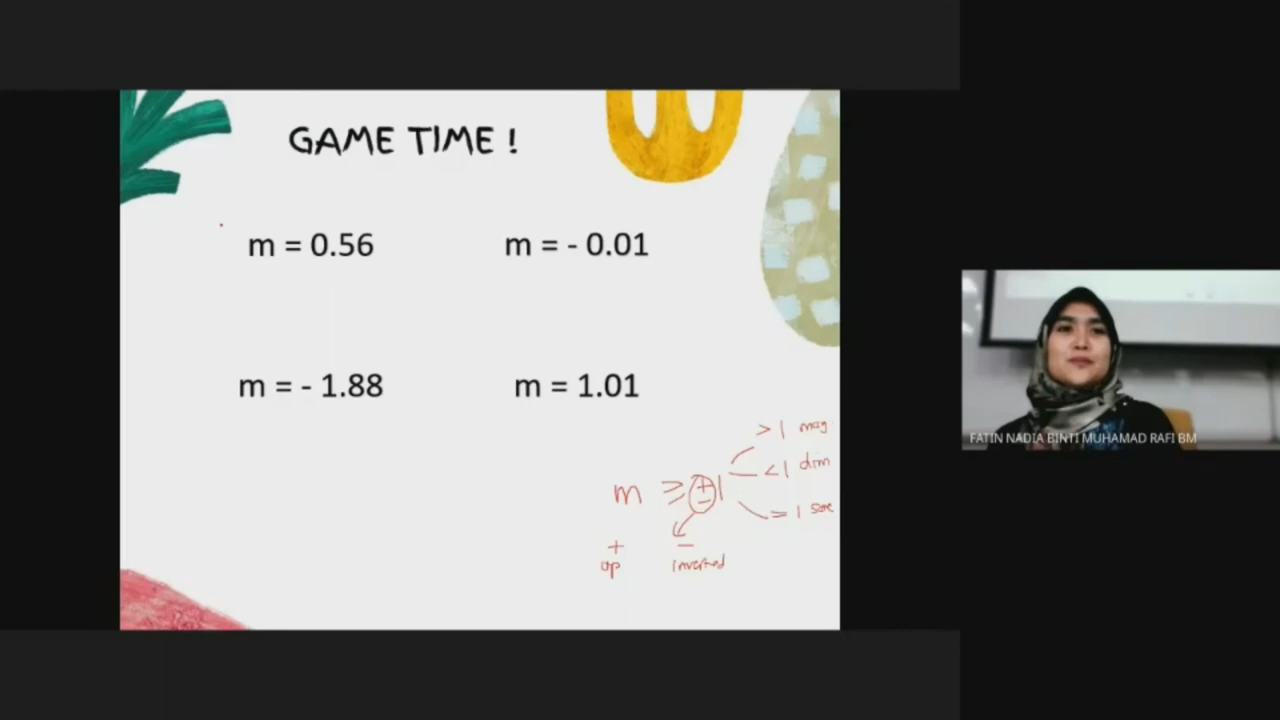 GAME TIME !
m = 0.56 m = - 0.01
m = - 1.88 m = 1.01
> 1 mag
< 1 dim
m ≥ ± 1
= 1
+ -
up inverted
FATIN NADIA BINTI MUHAMAD RAFI BM